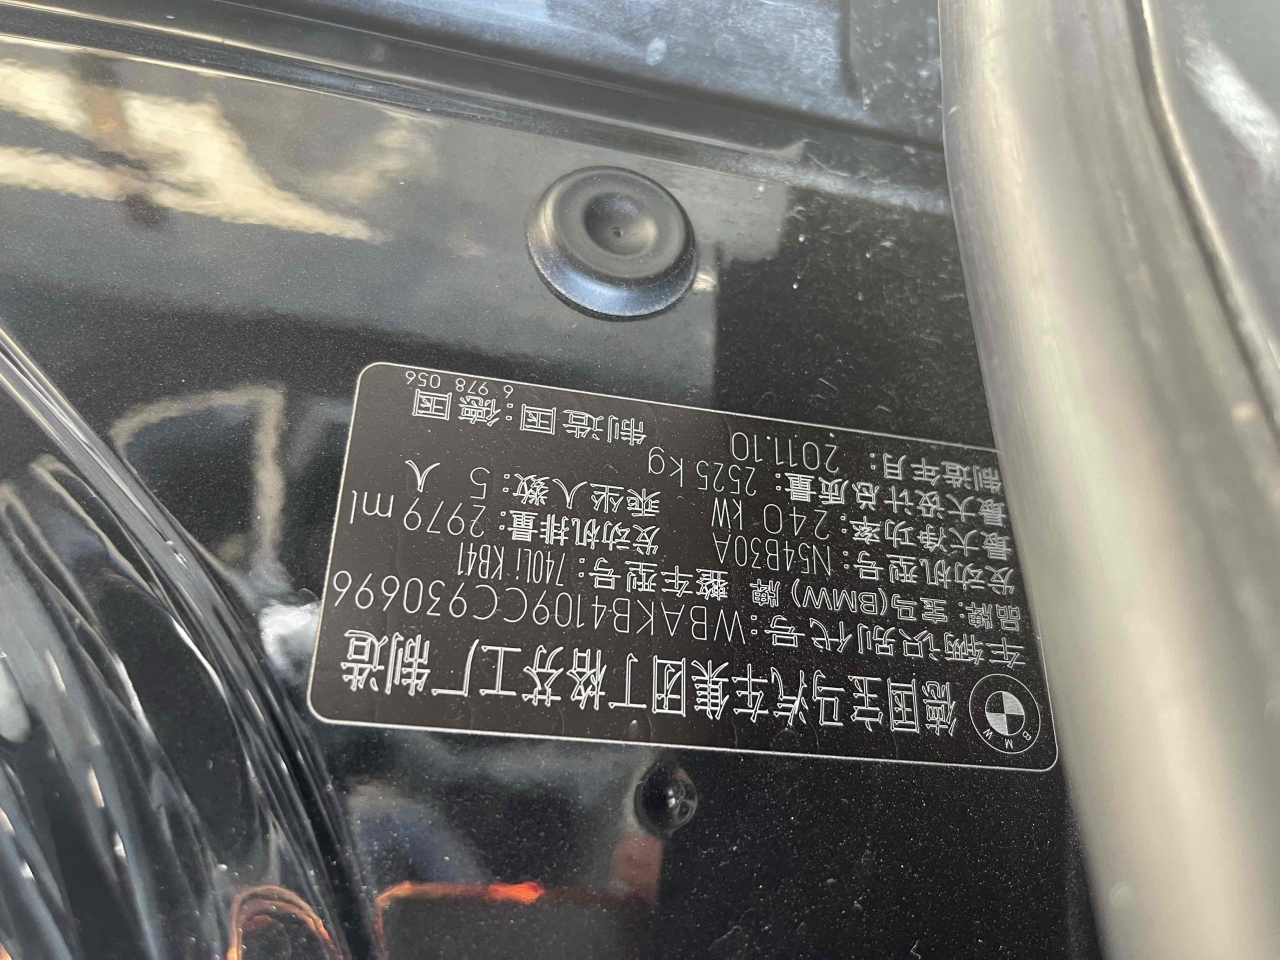 BMW
德国宝马汽车集团丁格芬工厂制造
车辆识别代号:WBAKB4109CC930696
品牌:宝马(BMW)牌 整车型号:740Li KB41
发动机型号:N54B30A 发动机排量:2979 ml
最大净功率:240 kW 乘坐人数:5 人
最大设计总质量:2525 kg
制造年月:2011.10 制造国:德国
6 978 056